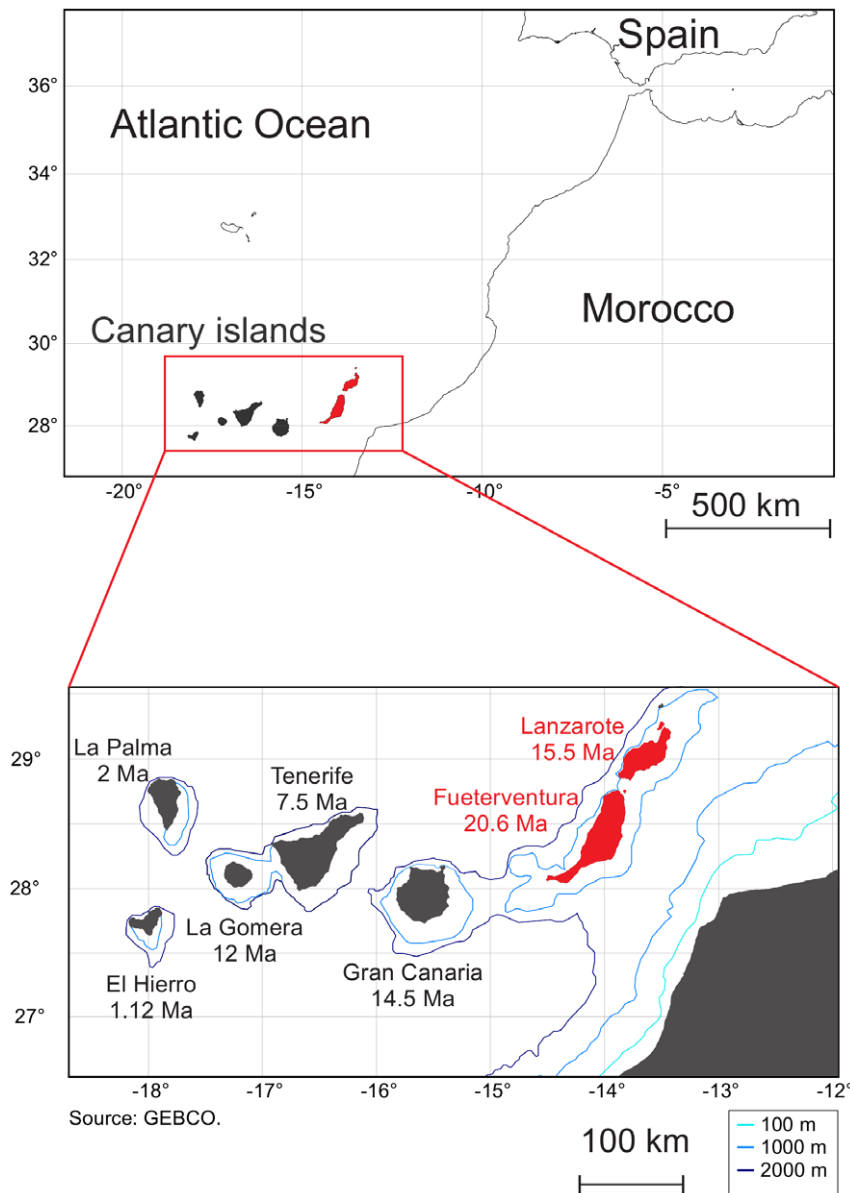 Spain
36°
Atlantic Ocean
34°
32°
Morocco
Canary islands
30°
28°
-20°
-15°
-10°
-5°
500 km
Lanzarote
15.5 Ma
La Palma
2 Ma
29°
Tenerife
7.5 Ma
Fueterventura
20.6 Ma
28°
La Gomera
12 Ma
Gran Canaria
14.5 Ma
El Hierro
1.12 Ma
27°
-18°
-17°
-16°
-15°
-14°
-13°
-12°
Source: GEBCO.
100 km
100 m
1000 m
2000 m